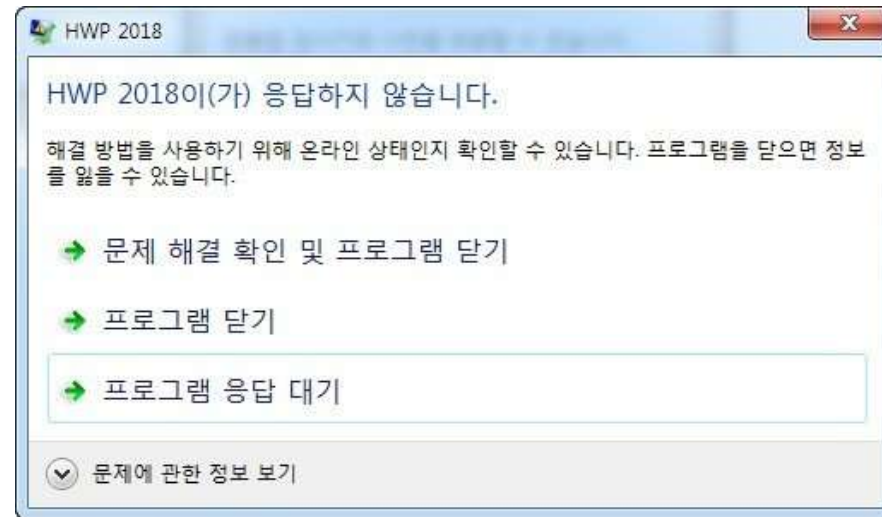 HWP 2018
HWP 2018이(가) 응답하지 않습니다.
해결 방법을 사용하기 위해 온라인 상태인지 확인할 수 있습니다. 프로그램을 닫으면 정보
를 잃을 수 있습니다.
문제 해결 확인 및 프로그램 닫기
프로그램 닫기
프로그램 응답 대기
문제에 관한 정보 보기